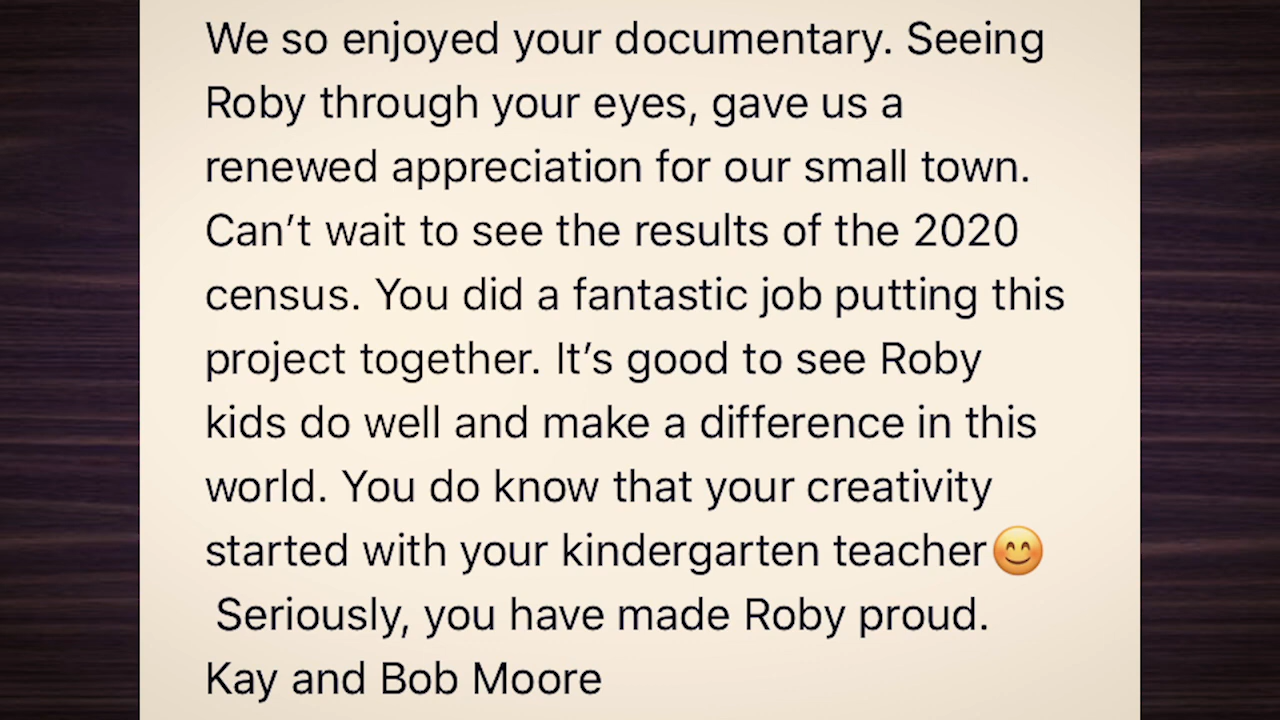 We so enjoyed your documentary. Seeing
Roby through your eyes, gave us a
renewed appreciation for our small town.
Can’t wait to see the results of the 2020
census. You did a fantastic job putting this
project together. It’s good to see Roby
kids do well and make a difference in this
world. You do know that your creativity
started with your kindergarten teacher😊
Seriously, you have made Roby proud.
Kay and Bob Moore